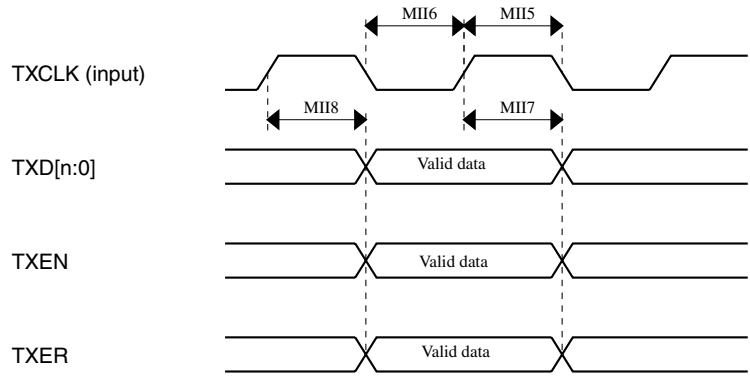 MII6 MII5
TXCLK (input)
MII8 MII7
TXD[n:0] Valid data
TXEN Valid data
TXER Valid data